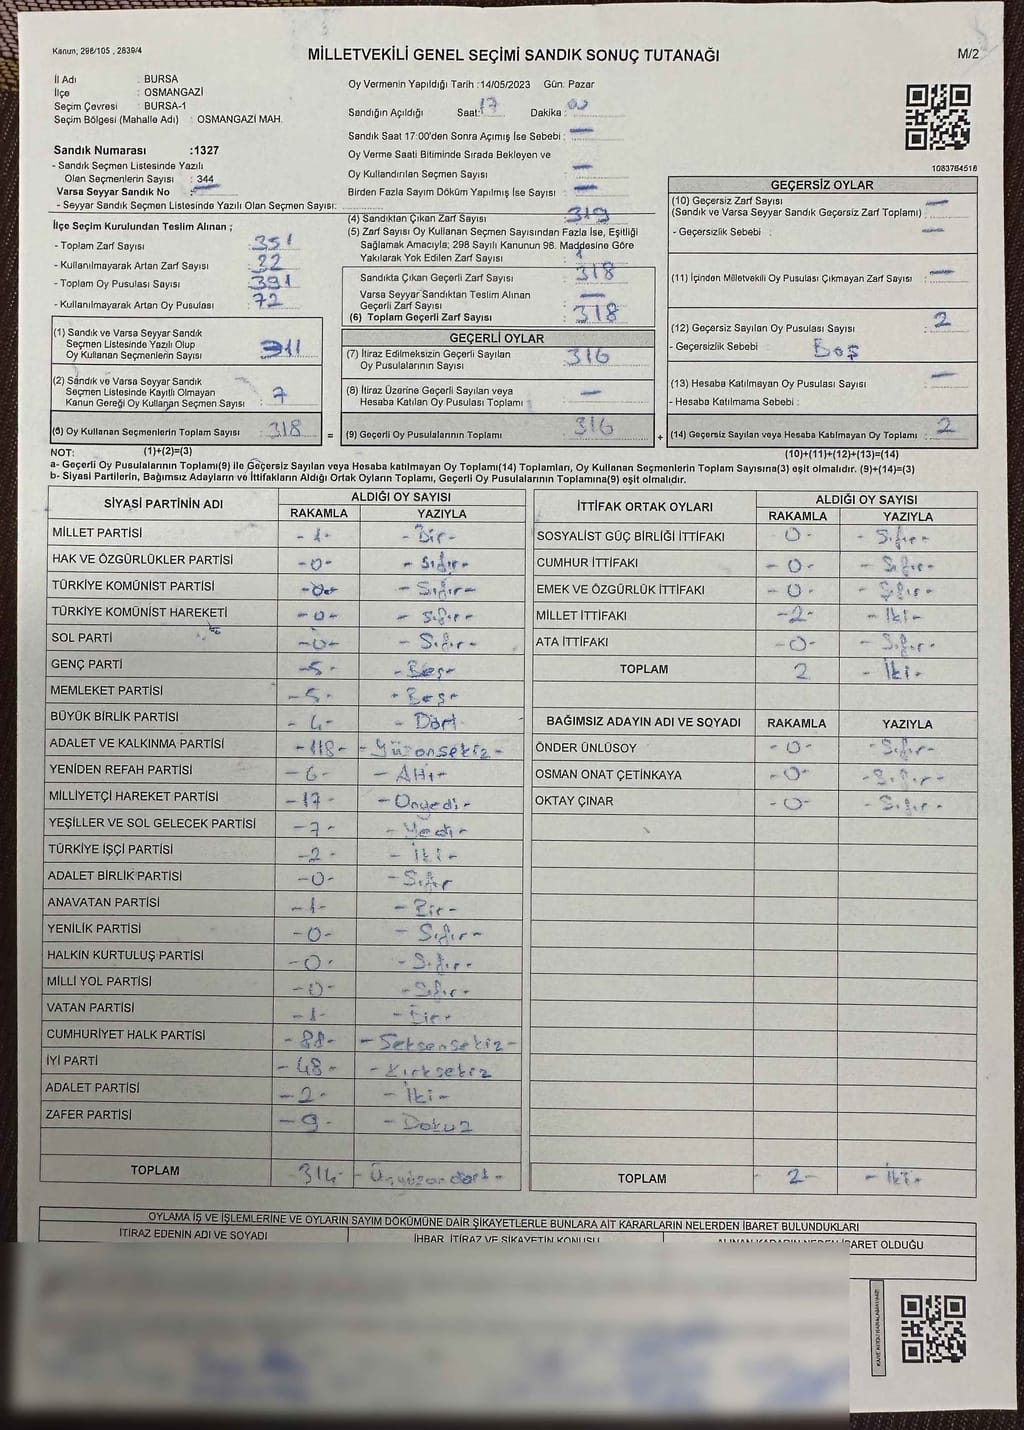 Kanun; 298/105 , 2839/4
MİLLETVEKİLİ GENEL SEÇİMİ SANDIK SONUÇ TUTANAĞI
M/2
İl Adı : BURSA
İlçe : OSMANGAZİ
Seçim Çevresi : BURSA-1
Seçim Bölgesi (Mahalle Adı) : OSMANGAZİ MAH.
Sandık Numarası :1327
- Sandık Seçmen Listesinde Yazılı
Olan Seçmenlerin Sayısı : 344
Varsa Seyyar Sandık No : -
- Seyyar Sandık Seçmen Listesinde Yazılı Olan Seçmen Sayısı:
Oy Vermenin Yapıldığı Tarih :14/05/2023 Gün: Pazar
Sandığın Açıldığı Saat: 17 Dakika : 00
Sandık Saat 17:00'den Sonra Açımış İse Sebebi : -
Oy Verme Saati Bitiminde Sırada Bekleyen ve
Oy Kullandırılan Seçmen Sayısı : -
Birden Fazla Sayım Döküm Yapılmış İse Sayısı : -
1083784518
İlçe Seçim Kurulundan Teslim Alınan ;
- Toplam Zarf Sayısı : 351
- Kullanılmayarak Artan Zarf Sayısı : 32
- Toplam Oy Pusulası Sayısı : 391
- Kullanılmayarak Artan Oy Pusulası : 72
(1) Sandık ve Varsa Seyyar Sandık
Seçmen Listesinde Yazılı Olup
Oy Kullanan Seçmenlerin Sayısı : 311
(2) Sandık ve Varsa Seyyar Sandık
Seçmen Listesinde Kayıtlı Olmayan
Kanun Gereği Oy Kullanan Seçmen Sayısı : 7
(3) Oy Kullanan Seçmenlerin Toplam Sayısı : 318
(4) Sandıktan Çıkan Zarf Sayısı : 319
(5) Zarf Sayısı Oy Kullanan Seçmen Sayısından Fazla İse, Eşitliği
Sağlamak Amacıyla; 298 Sayılı Kanunun 98. Maddesine Göre
Yakılarak Yok Edilen Zarf Sayısı : 1
Sandıkta Çıkan Geçerli Zarf Sayısı : 318
Varsa Seyyar Sandıktan Teslim Alınan
Geçerli Zarf Sayısı : -
(6) Toplam Geçerli Zarf Sayısı : 318
GEÇERLİ OYLAR
(7) İtiraz Edilmeksizin Geçerli Sayılan
Oy Pusulalarının Sayısı : 316
(8) İtiraz Üzerine Geçerli Sayılan veya
Hesaba Katılan Oy Pusulası Toplamı : -
= (9) Geçerli Oy Pusulalarının Toplamı : 316
GEÇERSİZ OYLAR
(10) Geçersiz Zarf Sayısı
(Sandık ve Varsa Seyyar Sandık Geçersiz Zarf Toplamı) : -
- Geçersizlik Sebebi : -
(11) İçinden Milletvekili Oy Pusulası Çıkmayan Zarf Sayısı : -
(12) Geçersiz Sayılan Oy Pusulası Sayısı : 2
- Geçersizlik Sebebi : Boş
(13) Hesaba Katılmayan Oy Pusulası Sayısı : -
- Hesaba Katılmama Sebebi :
+ (14) Geçersiz Sayılan veya Hesaba Katılmayan Oy Toplamı : 2
NOT: (1)+(2)=(3) (10)+(11)+(12)+(13)=(14)
a- Geçerli Oy Pusulalarının Toplamı(9) ile Geçersiz Sayılan veya Hesaba katılmayan Oy Toplamı(14) Toplamları, Oy Kullanan Seçmenlerin Toplam Sayısına(3) eşit olmalıdır. (9)+(14)=(3)
b- Siyasi Partilerin, Bağımsız Adayların ve İttifakların Aldığı Ortak Oyların Toplamı, Geçerli Oy Pusulalarının Toplamına(9) eşit olmalıdır.
SİYASİ PARTİNİN ADI ALDIĞI OY SAYISI
RAKAMLA YAZIYLA
MİLLET PARTİSİ - 1 - - Bir -
HAK VE ÖZGÜRLÜKLER PARTİSİ - 0 - - Sıfır -
TÜRKİYE KOMÜNİST PARTİSİ - 0 - - Sıfır -
TÜRKİYE KOMÜNİST HAREKETİ - 0 - - Sıfır -
SOL PARTİ - 0 - - Sıfır -
GENÇ PARTİ - 5 - - Beş -
MEMLEKET PARTİSİ - 5 - - Beş -
BÜYÜK BİRLİK PARTİSİ - 4 - - Dört
ADALET VE KALKINMA PARTİSİ - 118 - - Yüzonsekiz -
YENİDEN REFAH PARTİSİ - 6 - - Altı -
MİLLİYETÇİ HAREKET PARTİSİ - 17 - - Onyedi -
YEŞİLLER VE SOL GELECEK PARTİSİ - 7 - - Yedi -
TÜRKİYE İŞÇİ PARTİSİ - 2 - - İki -
ADALET BİRLİK PARTİSİ - 0 - - Sıfır
ANAVATAN PARTİSİ - 1 - - Bir -
YENİLİK PARTİSİ - 0 - - Sıfır -
HALKIN KURTULUŞ PARTİSİ - 0 - - Sıfır -
MİLLİ YOL PARTİSİ - 0 - - Sıfır -
VATAN PARTİSİ - 1 - - Bir -
CUMHURİYET HALK PARTİSİ - 88 - - Seksensekiz -
İYİ PARTİ - 48 - - Kırksekiz
ADALET PARTİSİ - 2 - - İki -
ZAFER PARTİSİ - 9 - - Dokuz
TOPLAM - 314 - - Üçyüzondört -
İTTİFAK ORTAK OYLARI ALDIĞI OY SAYISI
RAKAMLA YAZIYLA
SOSYALİST GÜÇ BİRLİĞİ İTTİFAKI 0 - - Sıfır -
CUMHUR İTTİFAKI - 0 - - Sıfır -
EMEK VE ÖZGÜRLÜK İTTİFAKI - 0 - - Sıfır -
MİLLET İTTİFAKI - 2 - - İki -
ATA İTTİFAKI - 0 - - Sıfır -
TOPLAM 2 - İki -
BAĞIMSIZ ADAYIN ADI VE SOYADI RAKAMLA YAZIYLA
ÖNDER ÜNLÜSOY - 0 - - Sıfır -
OSMAN ONAT ÇETİNKAYA - 0 - - Sıfır -
OKTAY ÇINAR - 0 - - Sıfır -
TOPLAM - 2 - - İki -
OYLAMA İŞ VE İŞLEMLERİNE VE OYLARIN SAYIM DÖKÜMÜNE DAİR ŞİKAYETLERLE BUNLARA AİT KARARLARIN NELERDEN İBARET BULUNDUKLARI
İTİRAZ EDENİN ADI VE SOYADI İHBAR, İTİRAZ VE ŞİKAYETİN KONUSU ALINAN KARARIN NEDEN İBARET OLDUĞU